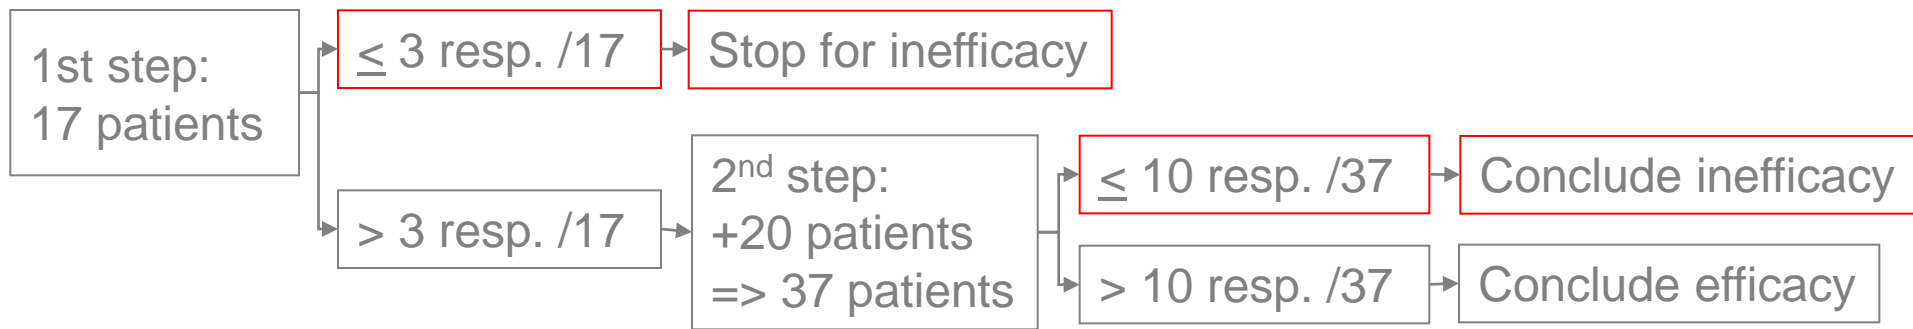 1st step:
17 patients
≤ 3 resp. /17
Stop for inefficacy
> 3 resp. /17
2nd step:
+20 patients
=> 37 patients
≤ 10 resp. /37
Conclude inefficacy
> 10 resp. /37
Conclude efficacy